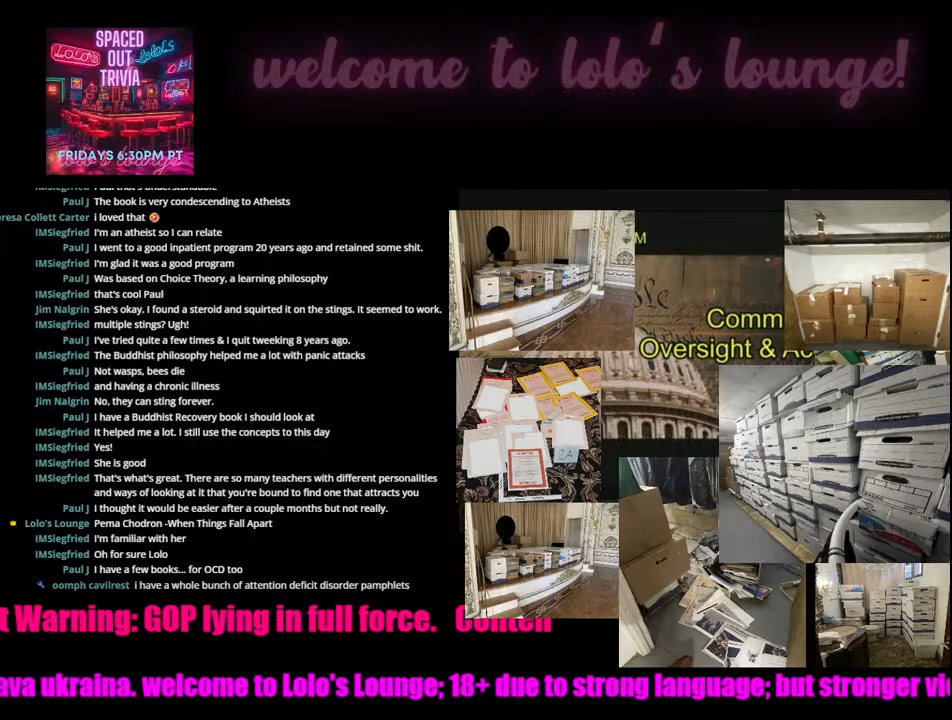 SPACED
OUT
TRIVIA
LOLO'S
LOLO'S
FRIDAYS 6:30PM PT
lolo's lounge
welcome to lolo's lounge!
IMSiegfried Paul that's understandable
Paul J The book is very condescending to Atheists
eresa Collett Carter i loved that 🤣
IMSiegfried I'm an atheist so I can relate
Paul J I went to a good inpatient program 20 years ago and retained some shit.
IMSiegfried I'm glad it was a good program
Paul J Was based on Choice Theory, a learning philosophy
IMSiegfried that's cool Paul
Jim Nalgrin She's okay. I found a steroid and squirted it on the stings. It seemed to work.
IMSiegfried multiple stings? Ugh!
Paul J I've tried quite a few times & I quit tweeking 8 years ago.
IMSiegfried The Buddhist philosophy helped me a lot with panic attacks
Paul J Not wasps, bees die
IMSiegfried and having a chronic illness
Jim Nalgrin No, they can sting forever.
Paul J I have a Buddhist Recovery book I should look at
IMSiegfried It helped me a lot. I still use the concepts to this day
IMSiegfried Yes!
IMSiegfried She is good
IMSiegfried That's what's great. There are so many teachers with different personalities
and ways of looking at it that you're bound to find one that attracts you
Paul J I thought it would be easier after a couple months but not really.
Lolo's Lounge Pema Chodron -When Things Fall Apart
IMSiegfried I'm familiar with her
IMSiegfried Oh for sure Lolo
Paul J I have a few books... for OCD too
oomph cavilrest i have a whole bunch of attention deficit disorder pamphlets
M
Comm
Oversight & Ac
2A
t Warning: GOP lying in full force. Conten
ava ukraina. welcome to Lolo's Lounge; 18+ due to strong language; but stronger vi